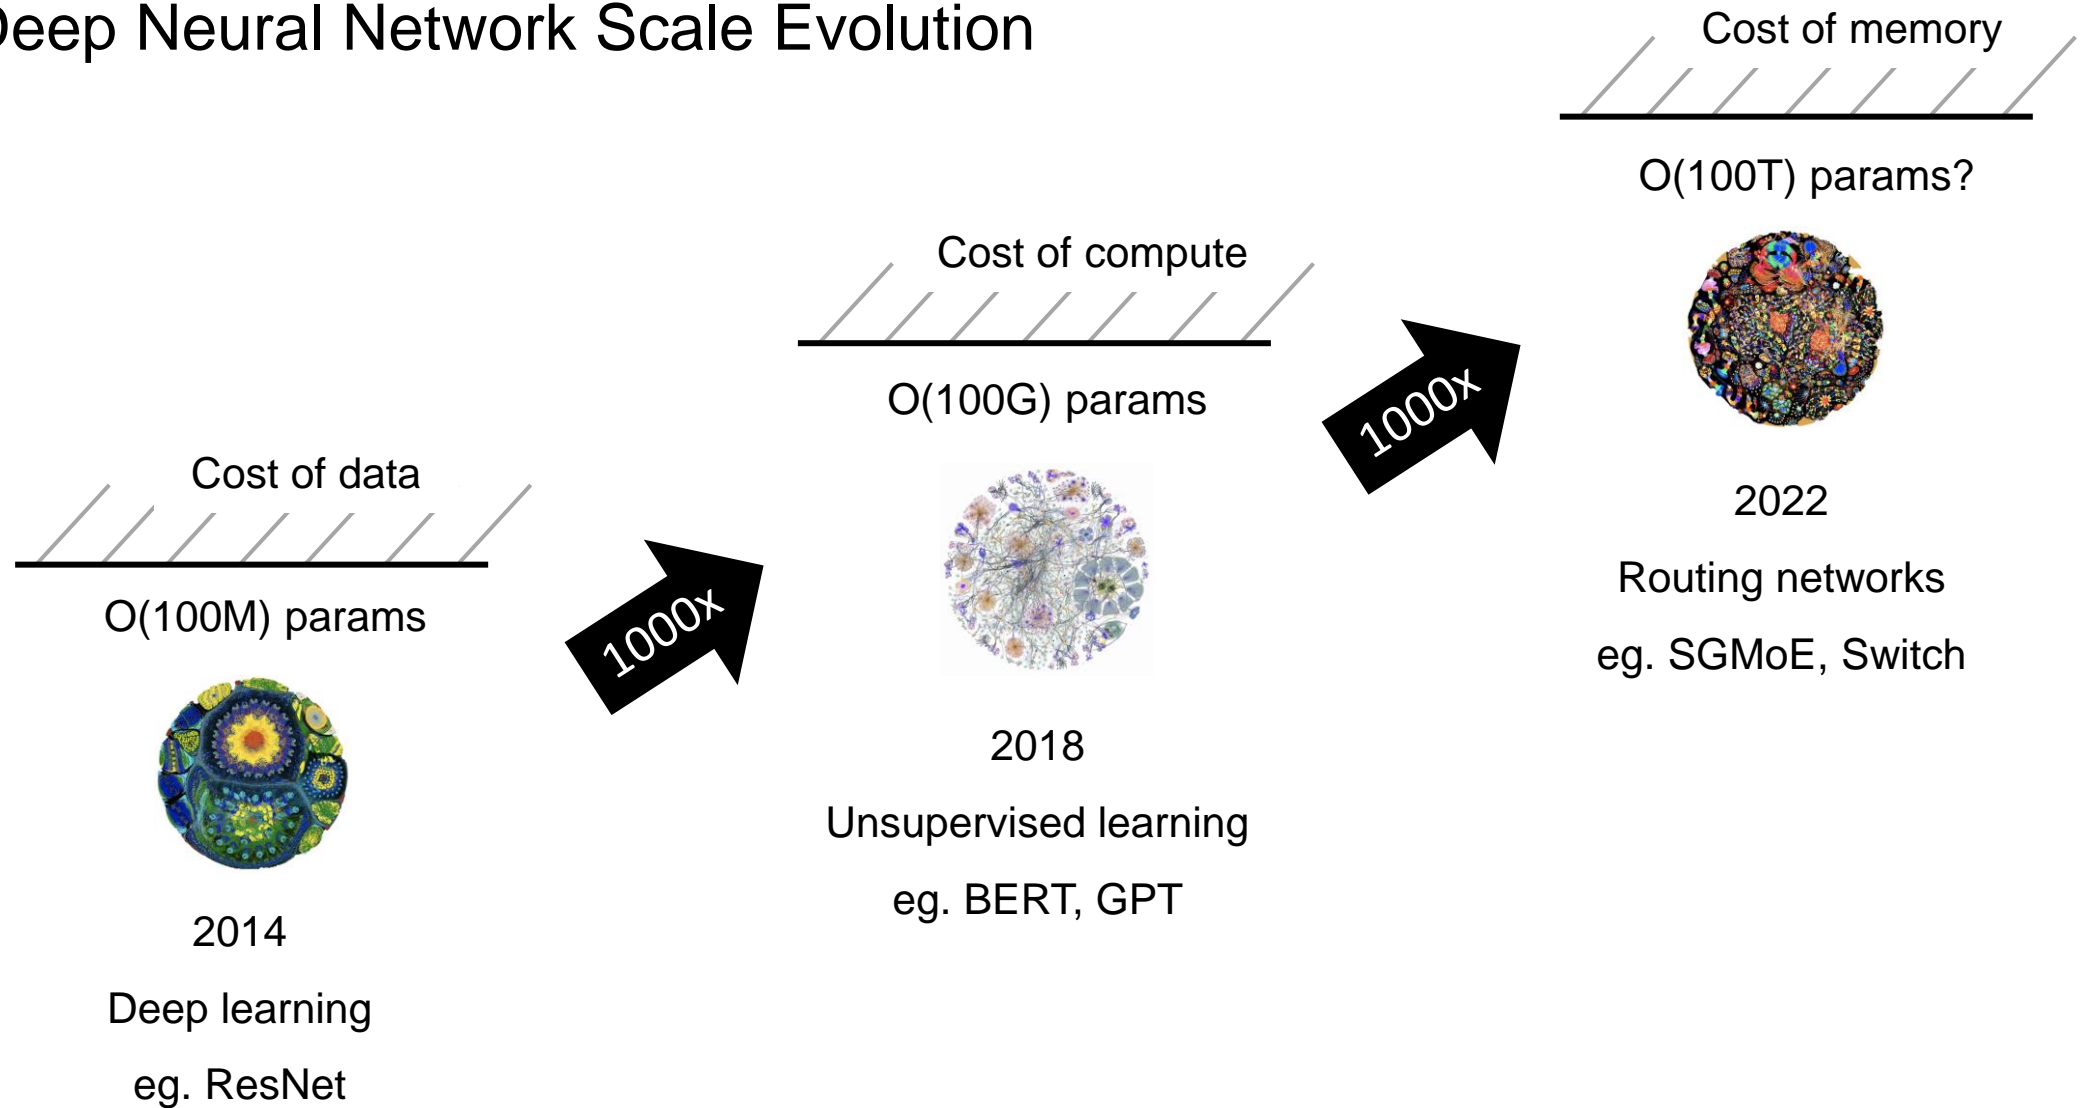 Deep Neural Network Scale Evolution
Cost of data
O(100M) params
2014
Deep learning
eg. ResNet
1000x
Cost of compute
O(100G) params
2018
Unsupervised learning
eg. BERT, GPT
1000x
Cost of memory
O(100T) params?
2022
Routing networks
eg. SGMoE, Switch